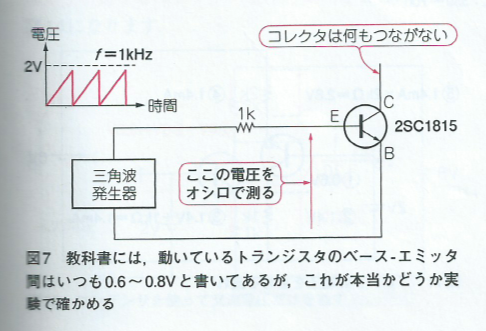 電圧
f=1kHz
2V
時間
コレクタは何もつながない
1k
E
C
2SC1815
B
三角波
発生器
ここの電圧を
オシロで測る
図7 教科書には，動いているトランジスタのベース-エミッタ
間はいつも0.6～0.8Vと書いてあるが，これが本当かどうか実
験で確かめる